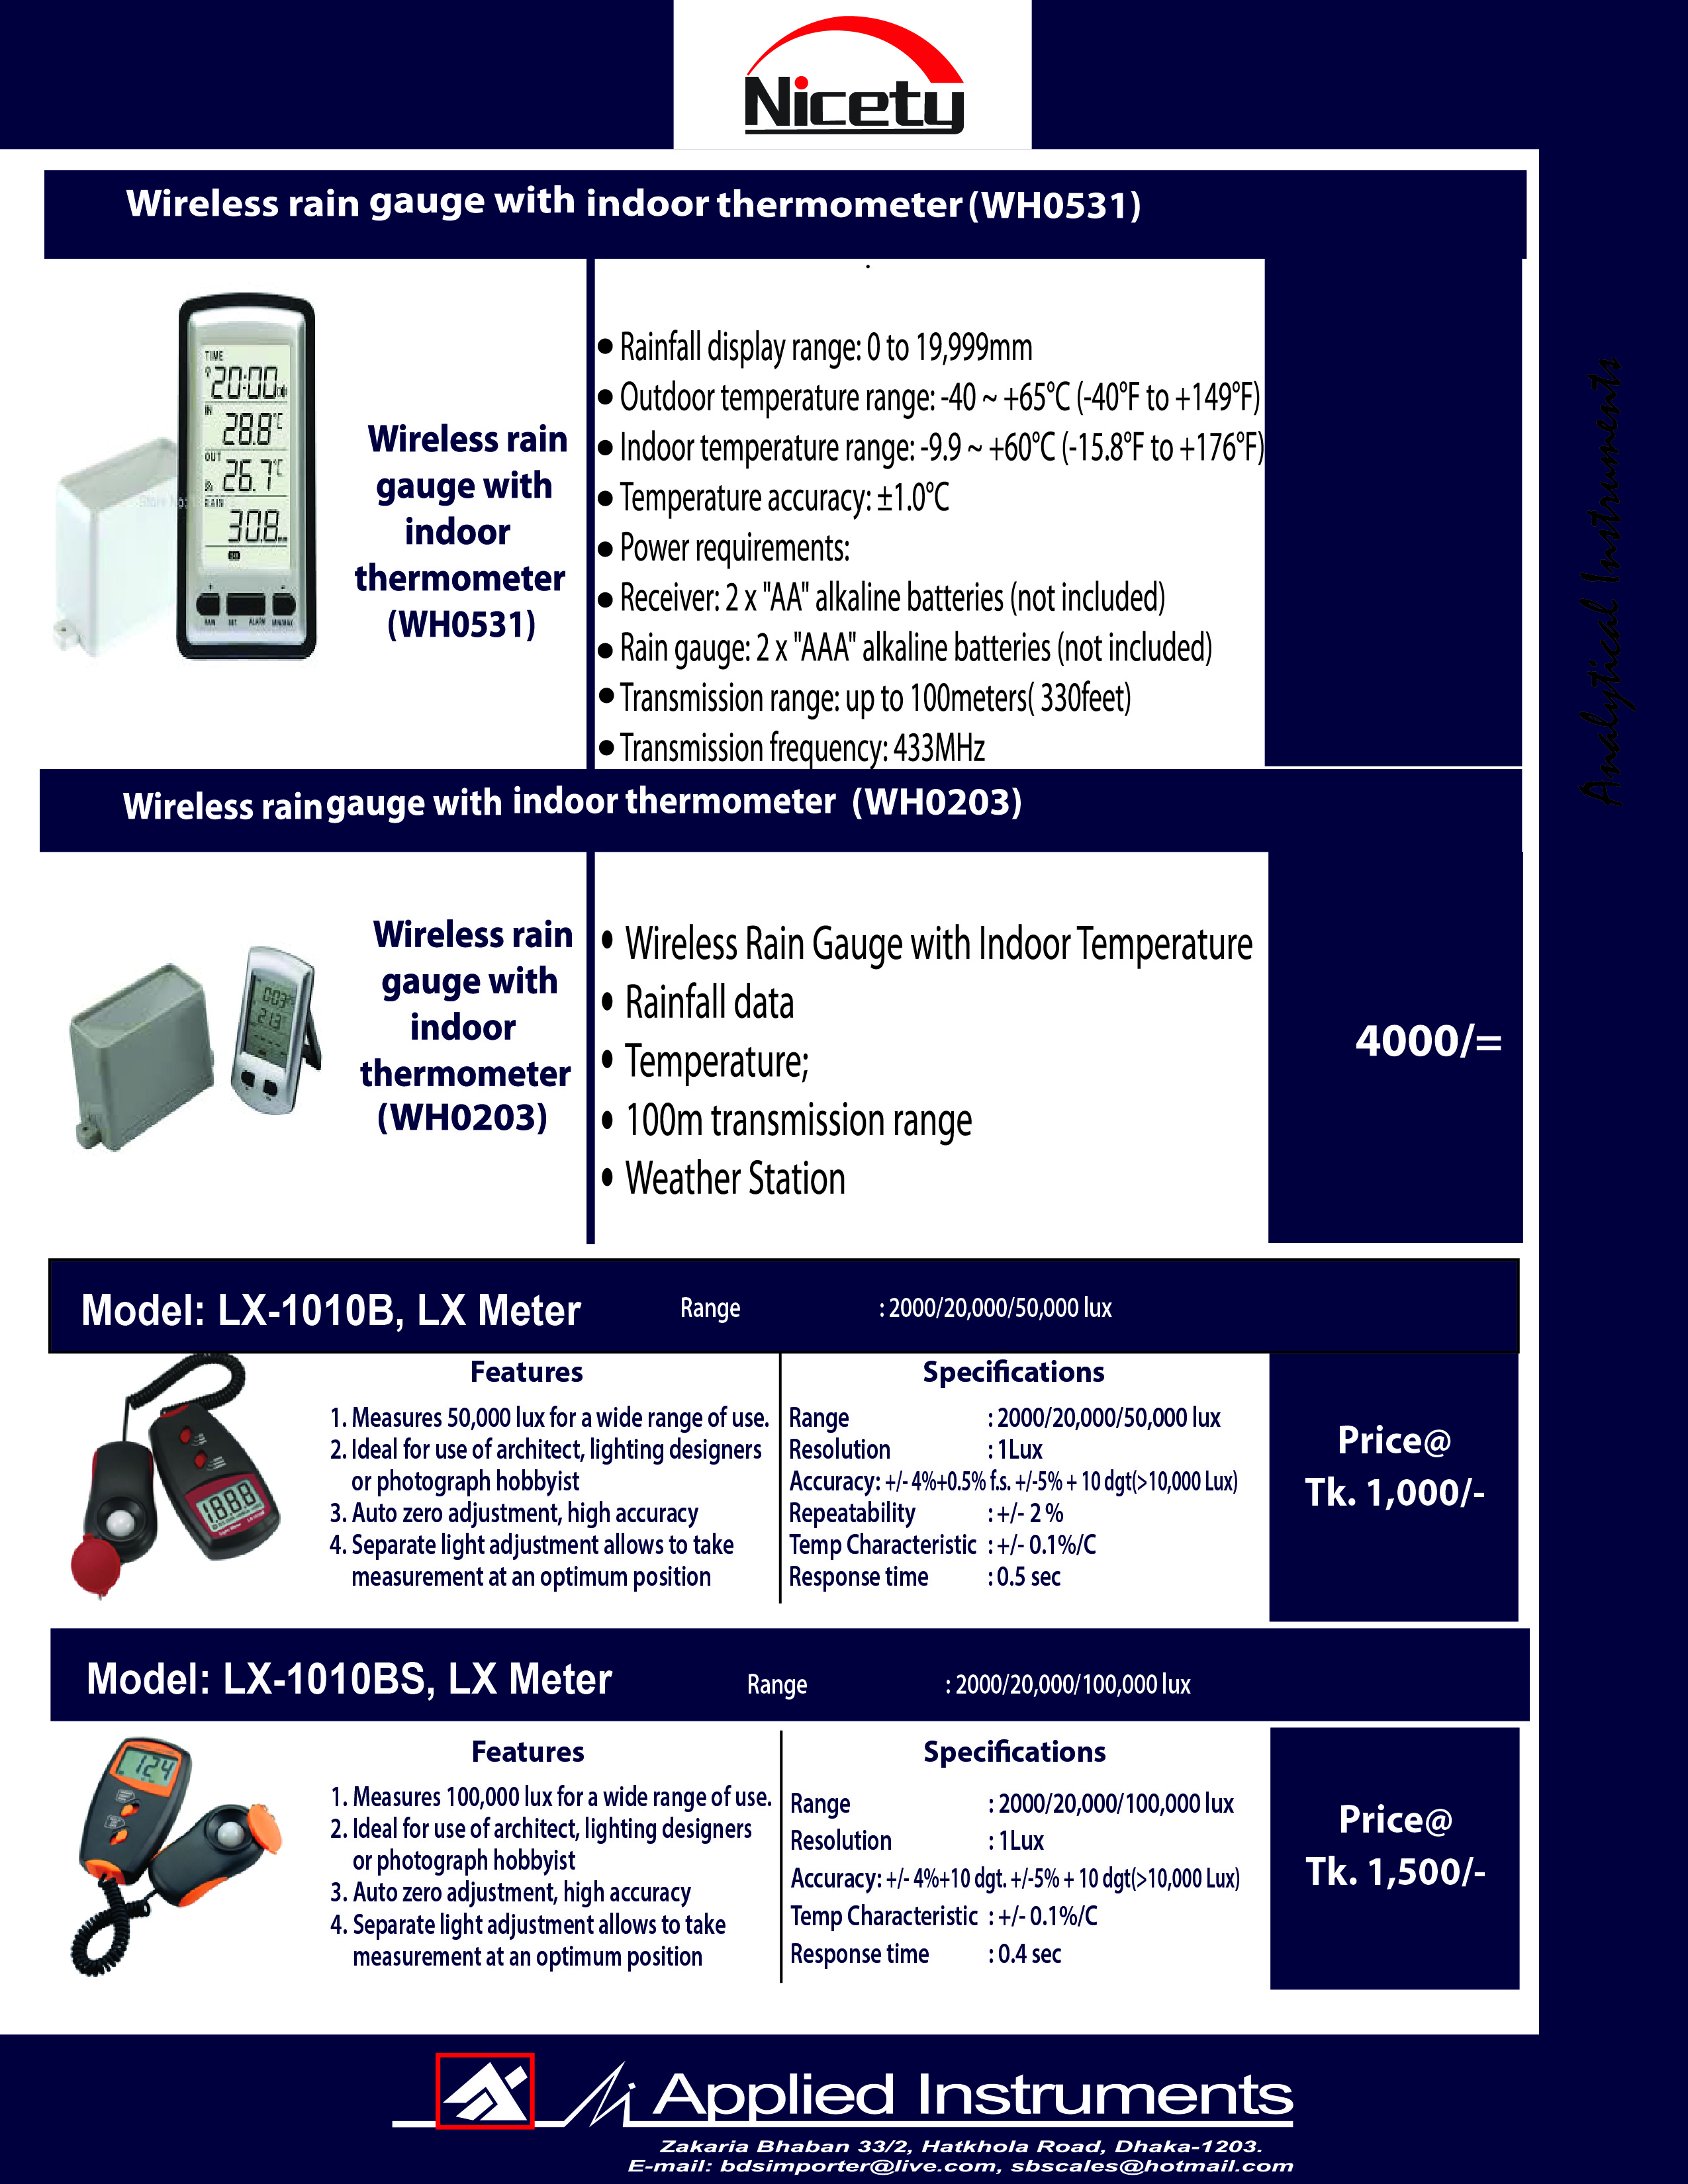 Nicety
Wireless rain gauge with indoor thermometer (WH0531)
.
TIME
20:00
IN
28.8°C
OUT
26.7°C
RAIN
30.8mm
RAIN SET ALARM MIN/MAX
Wireless rain
gauge with
indoor
thermometer
(WH0531)
● Rainfall display range: 0 to 19,999mm
● Outdoor temperature range: -40 ~ +65°C (-40°F to +149°F)
● Indoor temperature range: -9.9 ~ +60°C (-15.8°F to +176°F)
● Temperature accuracy: ±1.0°C
● Power requirements:
● Receiver: 2 x "AA" alkaline batteries (not included)
● Rain gauge: 2 x "AAA" alkaline batteries (not included)
● Transmission range: up to 100meters( 330feet)
● Transmission frequency: 433MHz
Analytical Instruments
Wireless rain gauge with indoor thermometer (WH0203)
0:03
21.3
Wireless rain
gauge with
indoor
thermometer
(WH0203)
• Wireless Rain Gauge with Indoor Temperature
• Rainfall data
• Temperature;
• 100m transmission range
• Weather Station
4000/=
Model: LX-1010B, LX Meter Range : 2000/20,000/50,000 lux
1.888
Features
1. Measures 50,000 lux for a wide range of use.
2. Ideal for use of architect, lighting designers
or photograph hobbyist
3. Auto zero adjustment, high accuracy
4. Separate light adjustment allows to take
measurement at an optimum position
Specifications
Range : 2000/20,000/50,000 lux
Resolution : 1Lux
Accuracy: +/- 4%+0.5% f.s. +/-5% + 10 dgt(>10,000 Lux)
Repeatability : +/- 2 %
Temp Characteristic : +/- 0.1%/C
Response time : 0.5 sec
Price@
Tk. 1,000/-
Model: LX-1010BS, LX Meter Range : 2000/20,000/100,000 lux
124
Features
1. Measures 100,000 lux for a wide range of use.
2. Ideal for use of architect, lighting designers
or photograph hobbyist
3. Auto zero adjustment, high accuracy
4. Separate light adjustment allows to take
measurement at an optimum position
Specifications
Range : 2000/20,000/100,000 lux
Resolution : 1Lux
Accuracy: +/- 4%+10 dgt. +/-5% + 10 dgt(>10,000 Lux)
Temp Characteristic : +/- 0.1%/C
Response time : 0.4 sec
Price@
Tk. 1,500/-
Applied Instruments
Zakaria Bhaban 33/2, Hatkhola Road, Dhaka-1203.
E-mail: bdsimporter@live.com, sbscales@hotmail.com